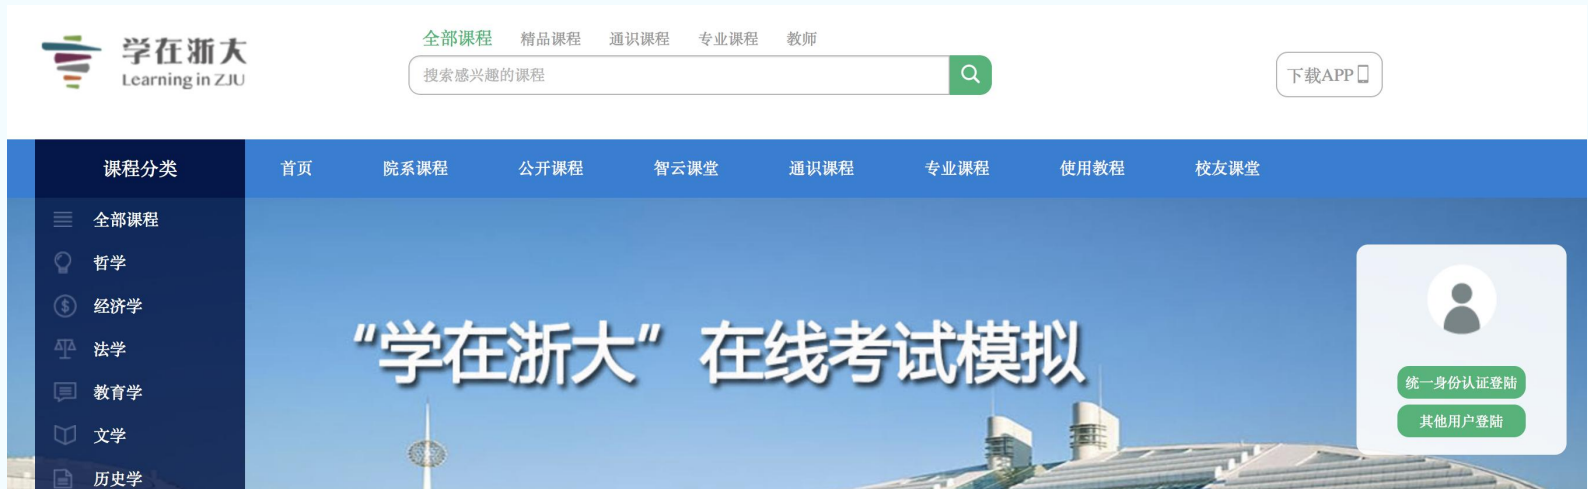 学在浙大
Learning in ZJU
全部课程 精品课程 通识课程 专业课程 教师
搜索感兴趣的课程
下载APP
课程分类 首页 院系课程 公开课程 智云课堂 通识课程 专业课程 使用教程 校友课堂
全部课程
哲学
经济学
法学
教育学
文学
历史学
“学在浙大”在线考试模拟
统一身份认证登陆
其他用户登陆